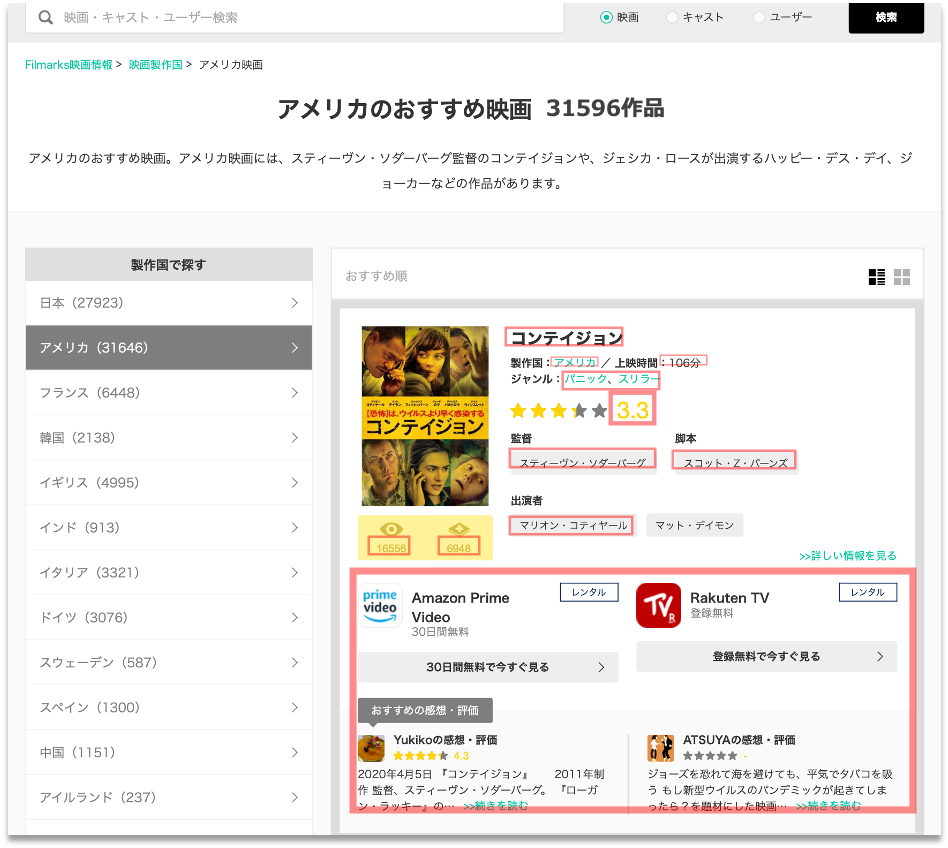 映画・キャスト・ユーザー検索
映画
キャスト
ユーザー
検索
Filmarks映画情報 > 映画製作国 > アメリカ映画
アメリカのおすすめ映画 31596作品
アメリカのおすすめ映画。アメリカ映画には、スティーヴン・ソダーバーグ監督のコンテイジョンや、ジェシカ・ロースが出演するハッピー・デス・デイ、ジ
ョーカーなどの作品があります。
製作国で探す
日本（27923）
アメリカ（31646）
フランス（6448）
韓国（2138）
イギリス（4995）
インド（913）
イタリア（3321）
ドイツ（3076）
スウェーデン（587）
スペイン（1300）
中国（1151）
アイルランド（237）
おすすめ順
【恐怖】は、ウイルスより早く感染する
コンテイジョン
16556
6948
コンテイジョン
製作国：アメリカ ／ 上映時間：106分
ジャンル：パニック、スリラー
3.3
監督
脚本
スティーヴン・ソダーバーグ
スコット・Z・バーンズ
出演者
マリオン・コティヤール
マット・デイモン
>>詳しい情報を見る
prime video
Amazon Prime
Video
30日間無料
レンタル
30日間無料で今すぐ見る
TV R
Rakuten TV
登録無料
レンタル
登録無料で今すぐ見る
おすすめの感想・評価
Yukikoの感想・評価
4.3
2020年4月5日 『コンテイジョン』 2011年制
作 監督、スティーヴン・ソダーバーグ。 『ローガ
ン・ラッキー』の… >>続きを読む
ATSUYAの感想・評価
-
ジョーズを恐れて海を避けても、平気でタバコを吸
う もし新型ウイルスのパンデミックが起きてしま
ったら？を題材にした映画… >>続きを読む